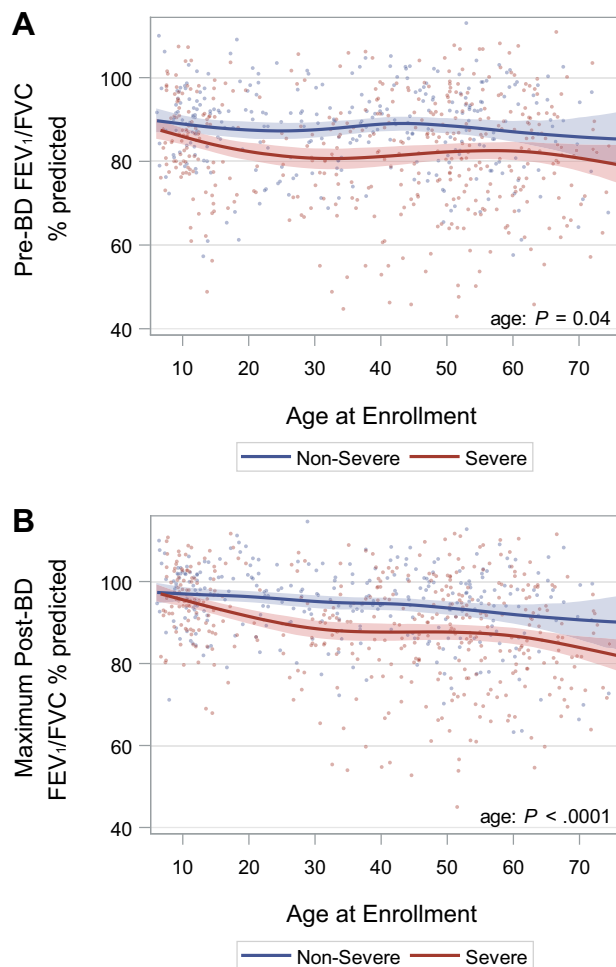 A
Pre-BD FEV₁/FVC
% predicted
100
80
60
40
age: P = 0.04
10 20 30 40 50 60 70
Age at Enrollment
Non-Severe Severe
B
Maximum Post-BD
FEV₁/FVC % predicted
100
80
60
40
age: P < .0001
10 20 30 40 50 60 70
Age at Enrollment
Non-Severe Severe